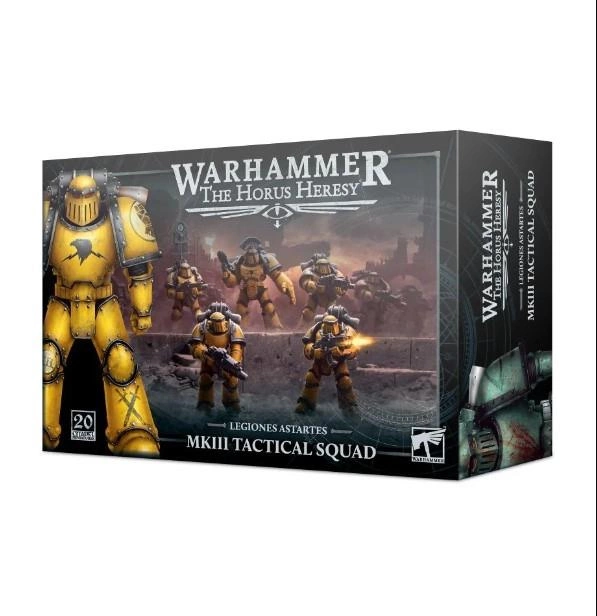 WARHAMMER
THE HORUS HERESY
20
CITADEL
LEGIONES ASTARTES
MKIII TACTICAL SQUAD
WARHAMMER
WARHAMMER
THE HORUS HERESY
LEGIONES ASTARTES
MKIII TACTICAL SQUAD